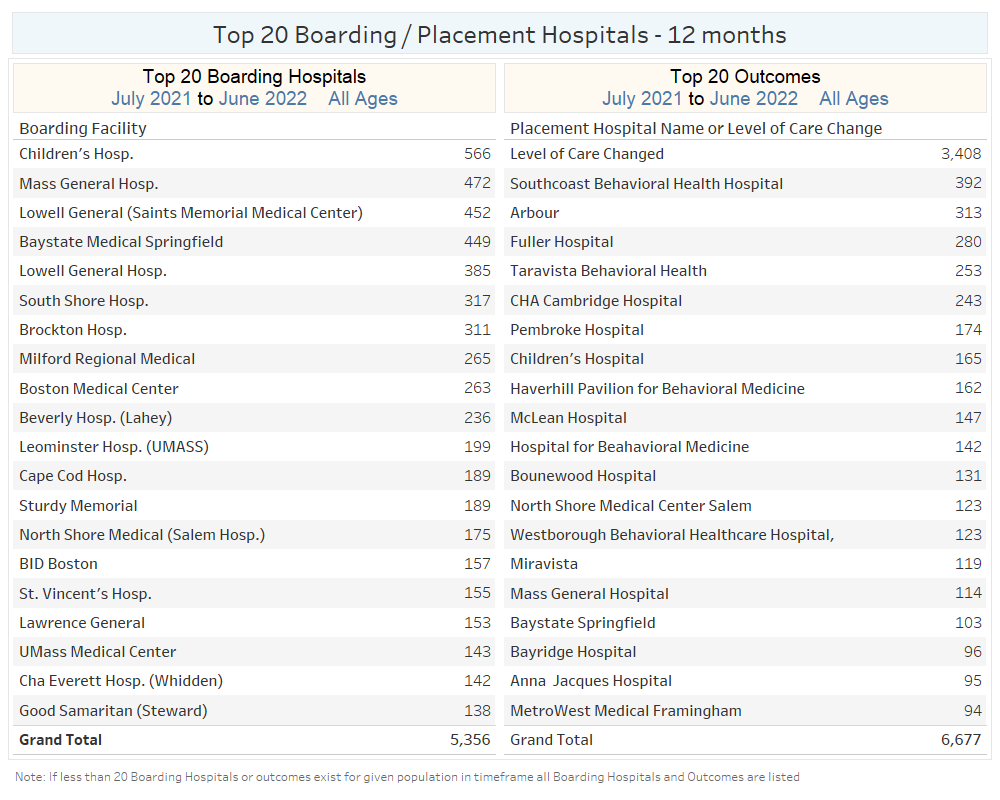 Top 20 Boarding / Placement Hospitals - 12 months
Top 20 Boarding Hospitals
July 2021 to June 2022 All Ages
Boarding Facility
Children's Hosp. 566
Mass General Hosp. 472
Lowell General (Saints Memorial Medical Center) 452
Baystate Medical Springfield 449
Lowell General Hosp. 385
South Shore Hosp. 317
Brockton Hosp. 311
Milford Regional Medical 265
Boston Medical Center 263
Beverly Hosp. (Lahey) 236
Leominster Hosp. (UMASS) 199
Cape Cod Hosp. 189
Sturdy Memorial 189
North Shore Medical (Salem Hosp.) 175
BID Boston 157
St. Vincent's Hosp. 155
Lawrence General 153
UMass Medical Center 143
Cha Everett Hosp. (Whidden) 142
Good Samaritan (Steward) 138
Grand Total 5,356
Top 20 Outcomes
July 2021 to June 2022 All Ages
Placement Hospital Name or Level of Care Change
Level of Care Changed 3,408
Southcoast Behavioral Health Hospital 392
Arbour 313
Fuller Hospital 280
Taravista Behavioral Health 253
CHA Cambridge Hospital 243
Pembroke Hospital 174
Children's Hospital 165
Haverhill Pavilion for Behavioral Medicine 162
McLean Hospital 147
Hospital for Beahavioral Medicine 142
Bounewood Hospital 131
North Shore Medical Center Salem 123
Westborough Behavioral Healthcare Hospital, 123
Miravista 119
Mass General Hospital 114
Baystate Springfield 103
Bayridge Hospital 96
Anna  Jacques Hospital 95
MetroWest Medical Framingham 94
Grand Total 6,677
Note: If less than 20 Boarding Hospitals or outcomes exist for given population in timeframe all Boarding Hospitals and Outcomes are listed